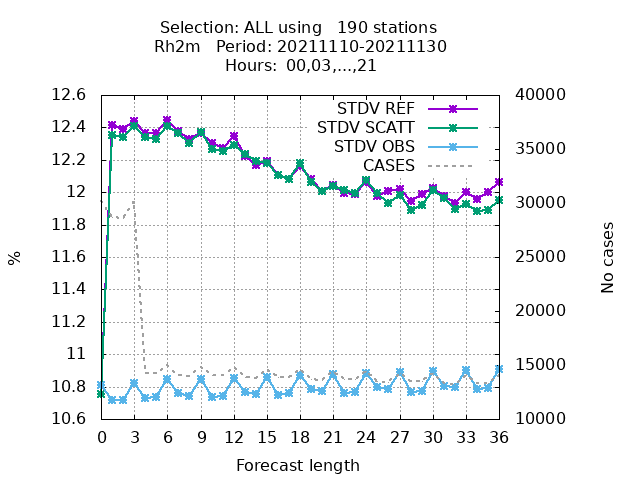 Selection: ALL using   190 stations
Rh2m   Period: 20211110-20211130
Hours:  00,03,...,21
12.6
12.4
12.2
12
11.8
11.6
11.4
11.2
11
10.8
10.6
40000
35000
30000
25000
20000
15000
10000
STDV REF
STDV SCATT
STDV OBS
CASES
%
No cases
0 3 6 9 12 15 18 21 24 27 30 33 36
Forecast length